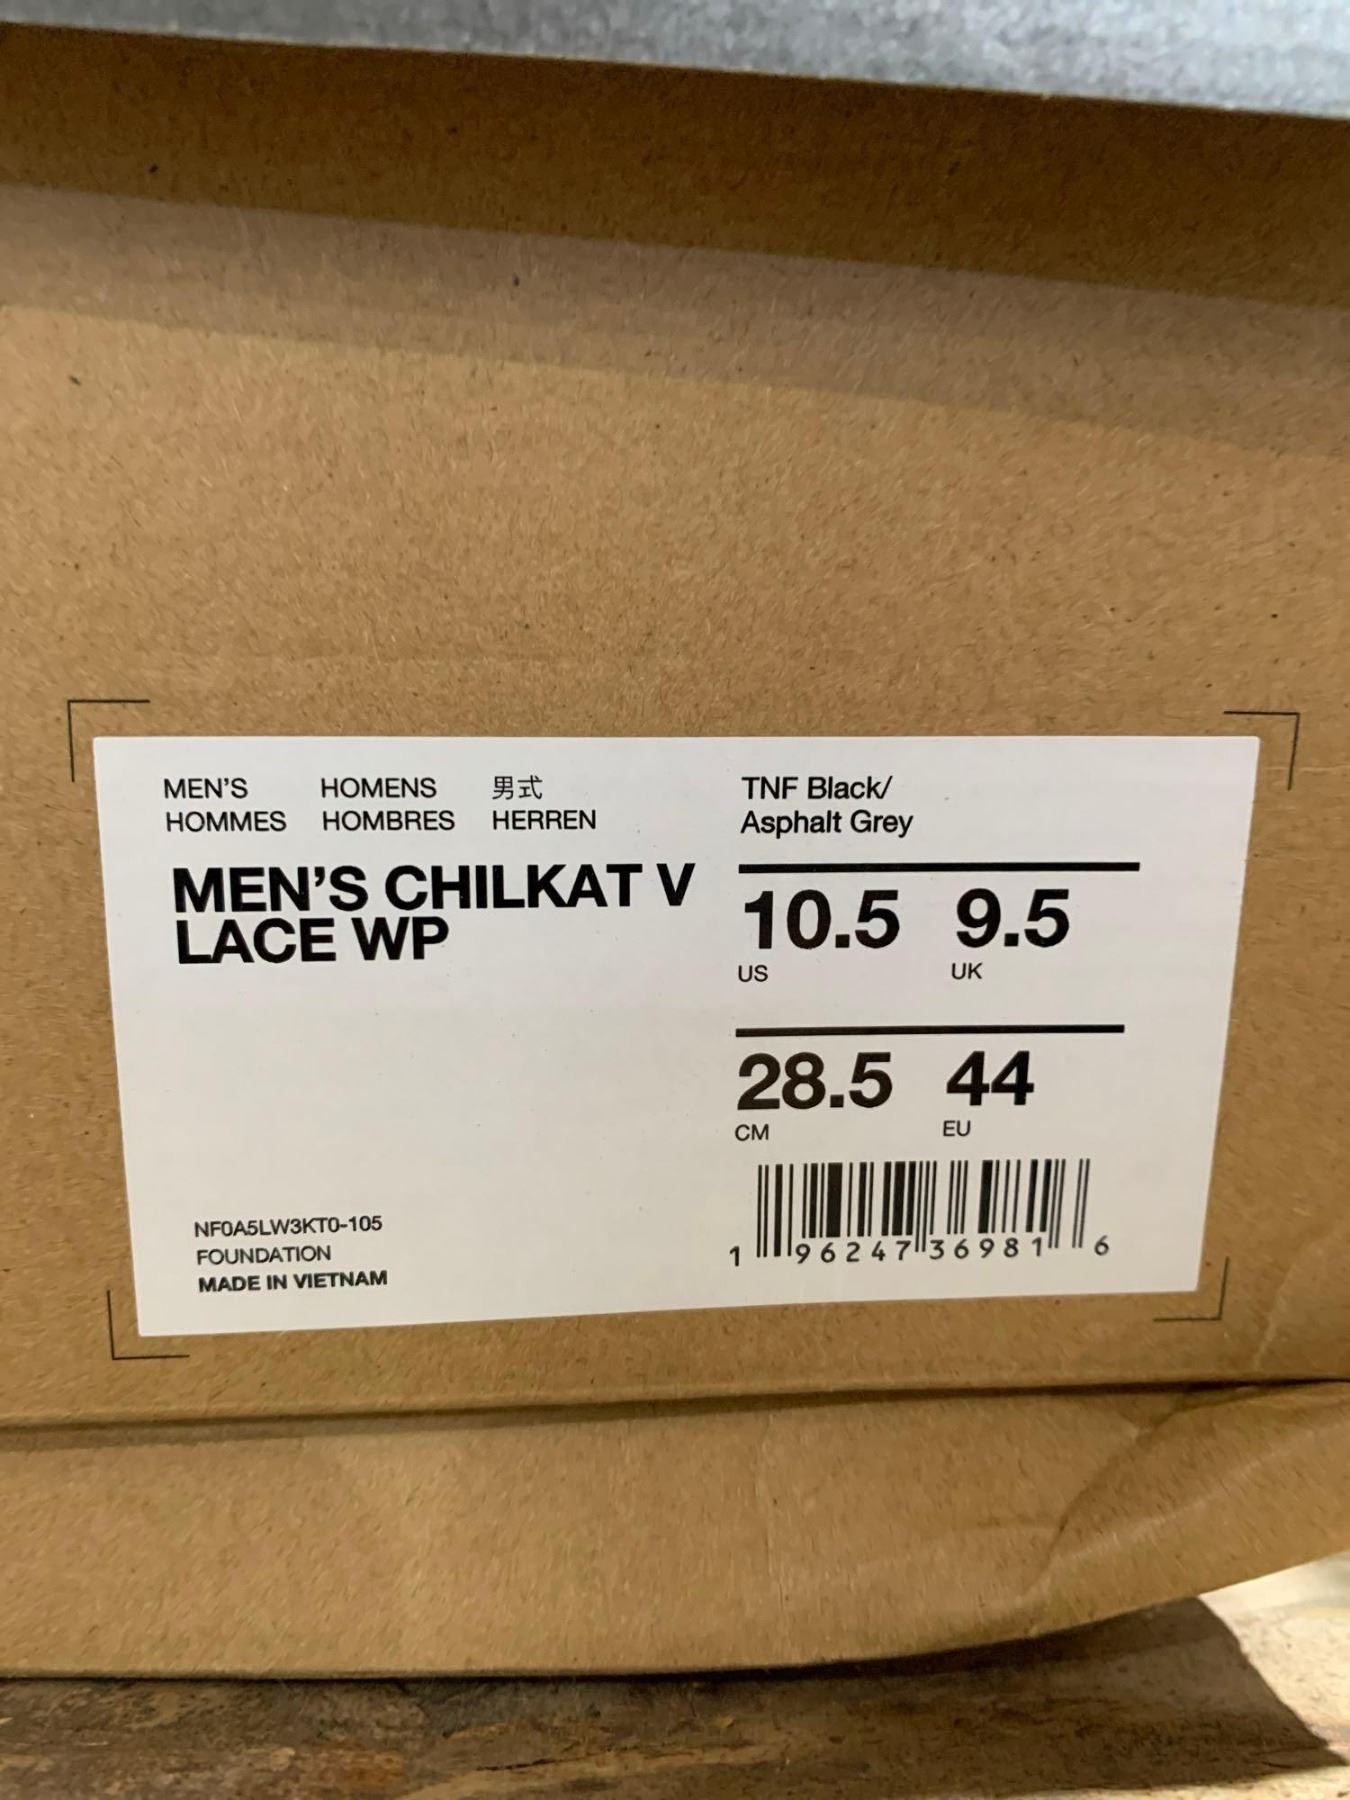 MEN'S HOMENS 男式
HOMMES HOMBRES HERREN
MEN'S CHILKAT V
LACE WP
NF0A5LW3KT0-105
FOUNDATION
MADE IN VIETNAM
TNF Black/
Asphalt Grey
10.5 9.5
US UK
28.5 44
CM EU
1 96247 36981 6